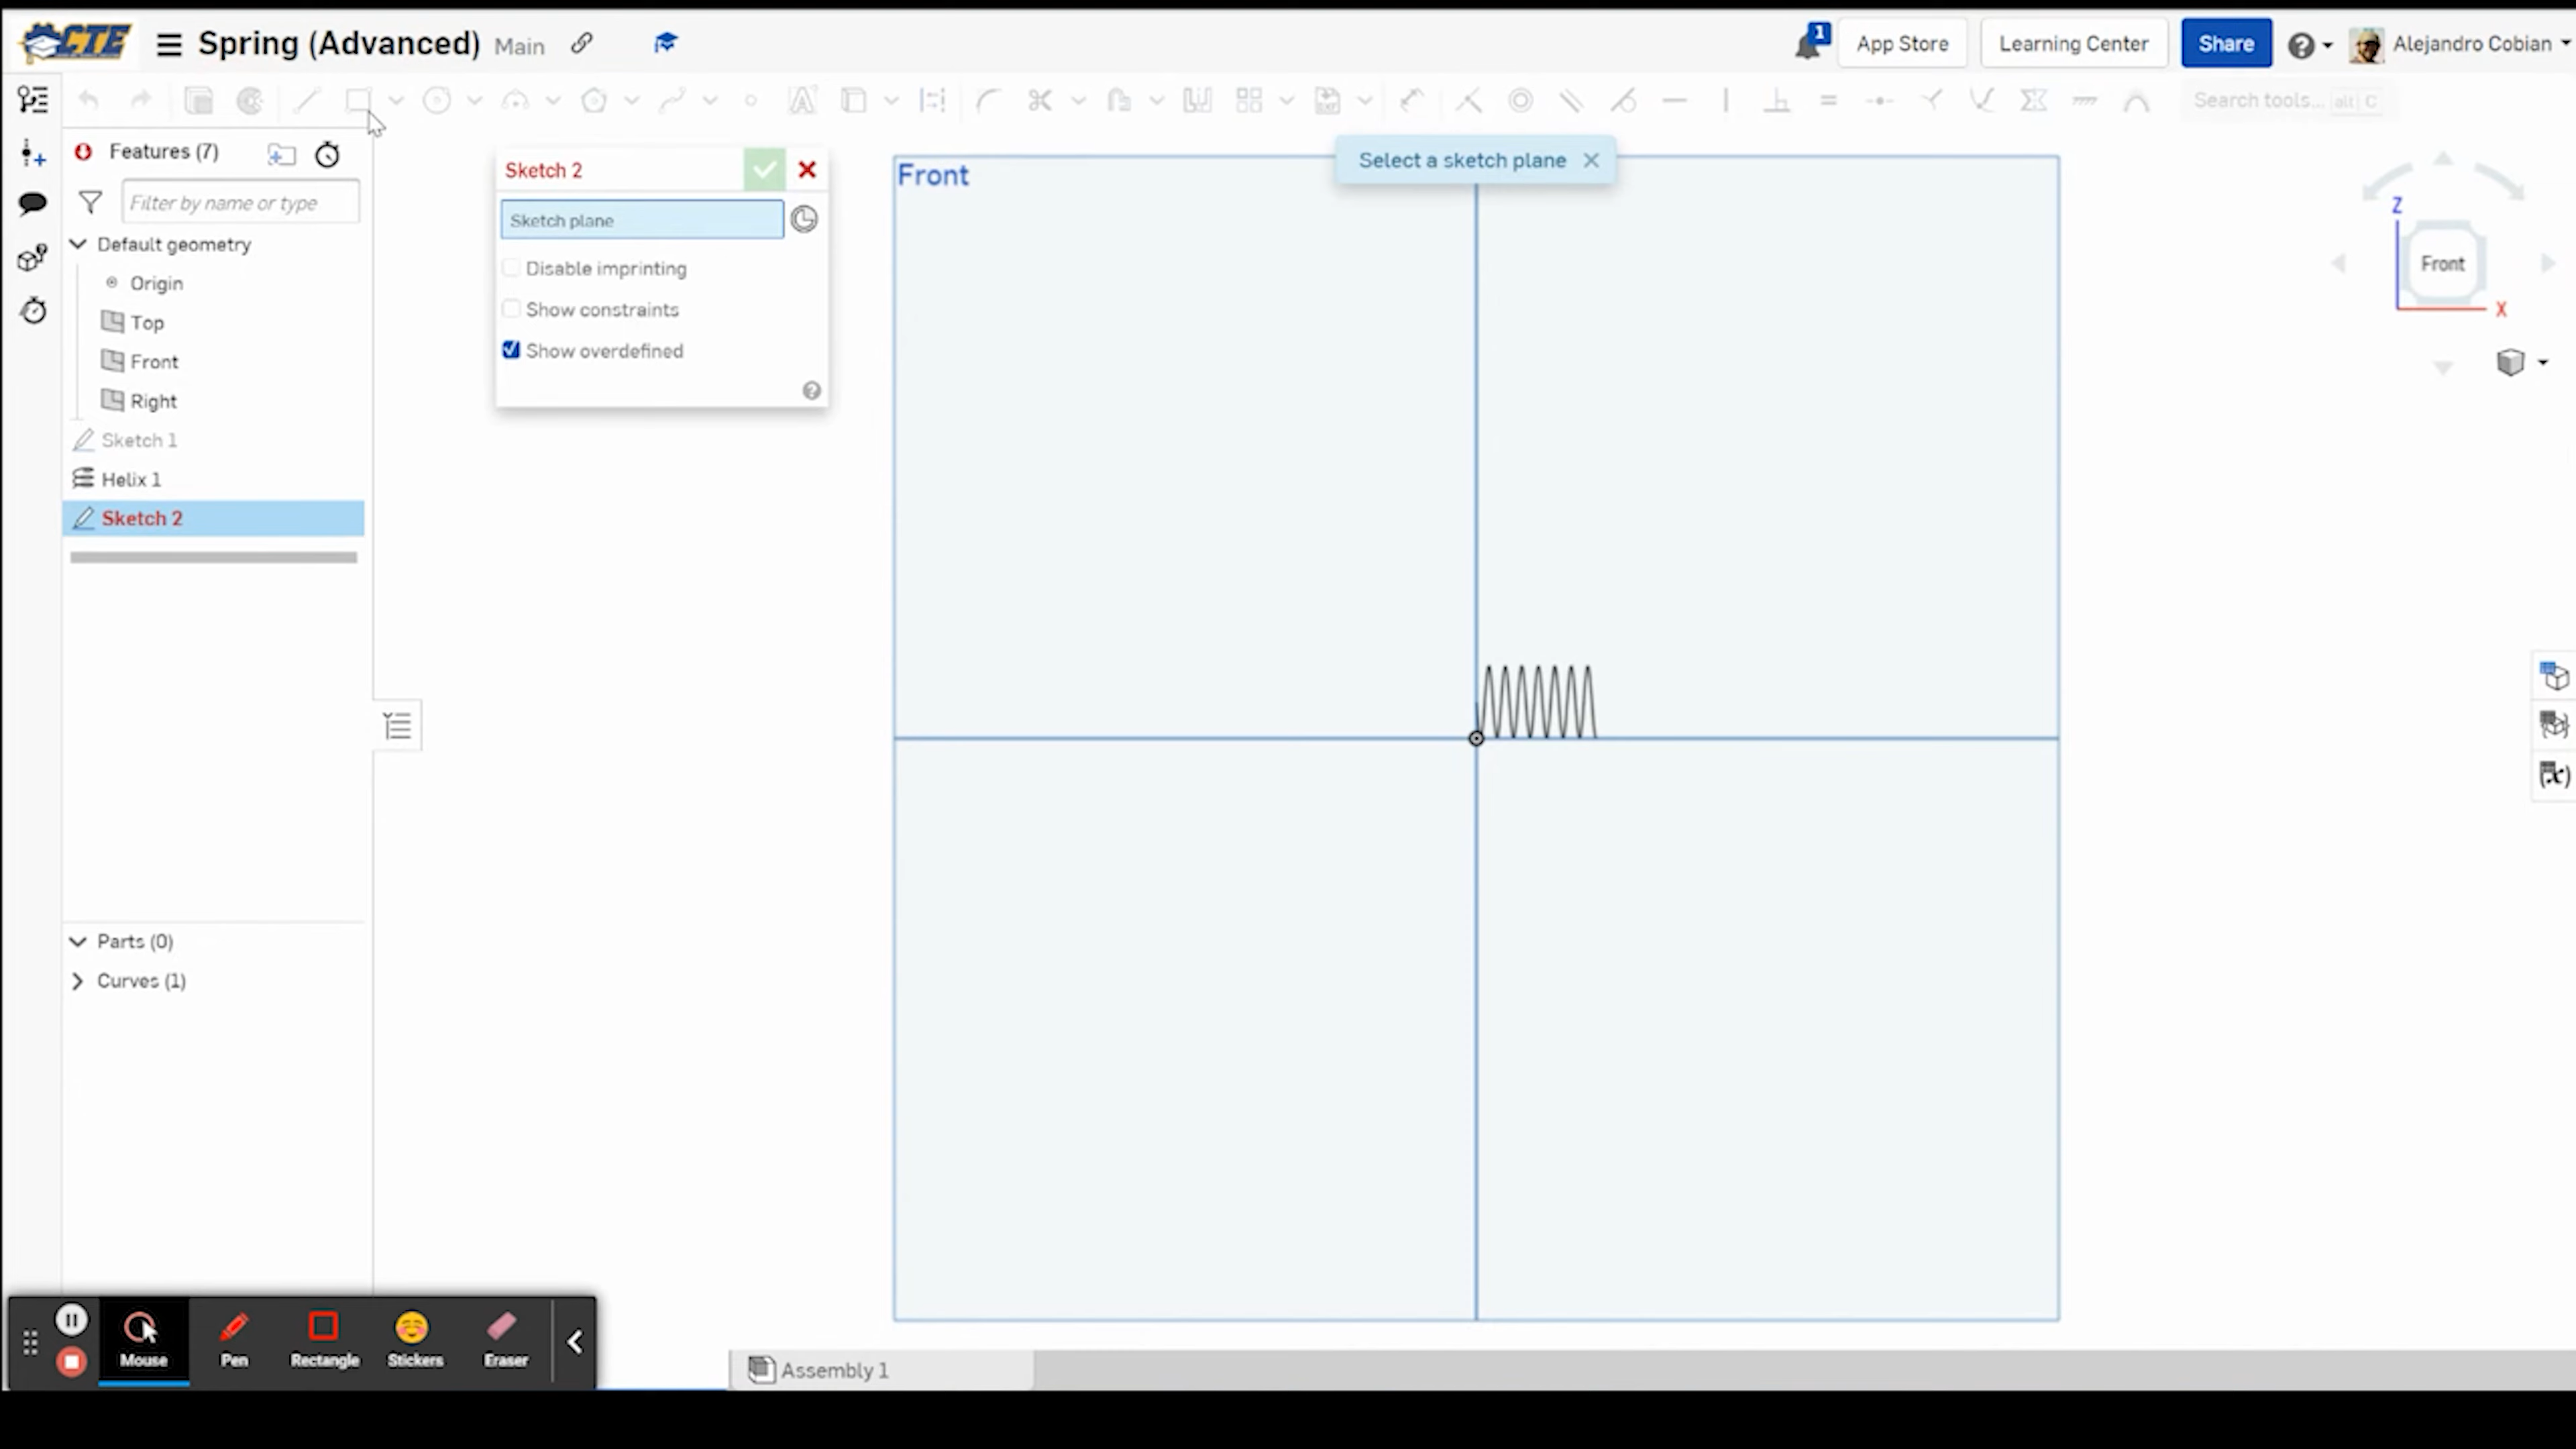 CTE
Spring (Advanced) Main
1
App Store
Learning Center
Share
Alejandro Cobian
Search tools... alt C
Features (7)
Filter by name or type
Default geometry
Origin
Top
Front
Right
Sketch 1
Helix 1
Sketch 2
Parts (0)
Curves (1)
Sketch 2
Sketch plane
Disable imprinting
Show constraints
Show overdefined
Select a sketch plane
Front
Z
Front
X
(x)
Mouse
Pen
Rectangle
Stickers
Eraser
Assembly 1